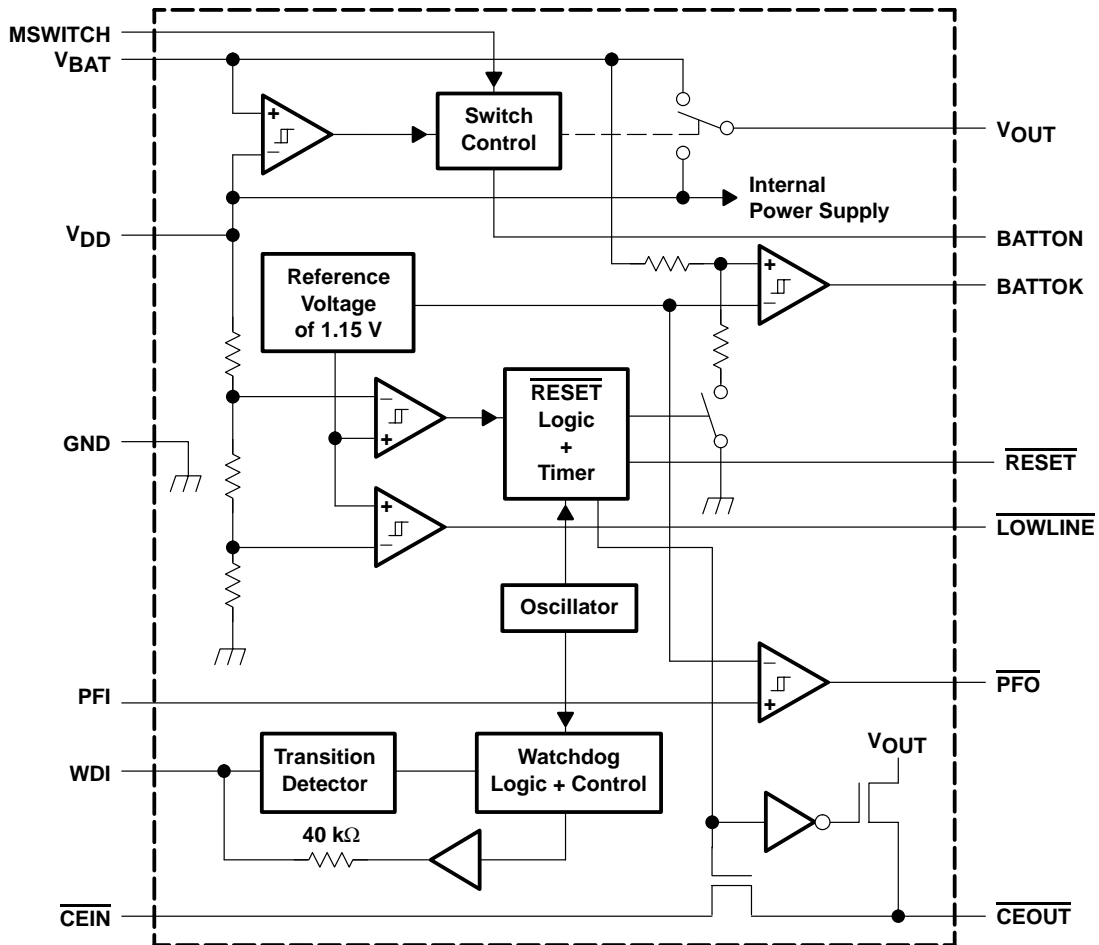 MSWITCH
VBAT
Switch
Control
VOUT
Internal
Power Supply
VDD
BATTON
Reference
Voltage
of 1.15 V
+
−
+
−
BATTOK
−
+
RESET
Logic
+
Timer
GND
RESET
+
−
LOWLINE
Oscillator
−
+
PFO
PFI
VOUT
WDI
Transition
Detector
Watchdog
Logic + Control
40 kΩ
CEIN
CEOUT